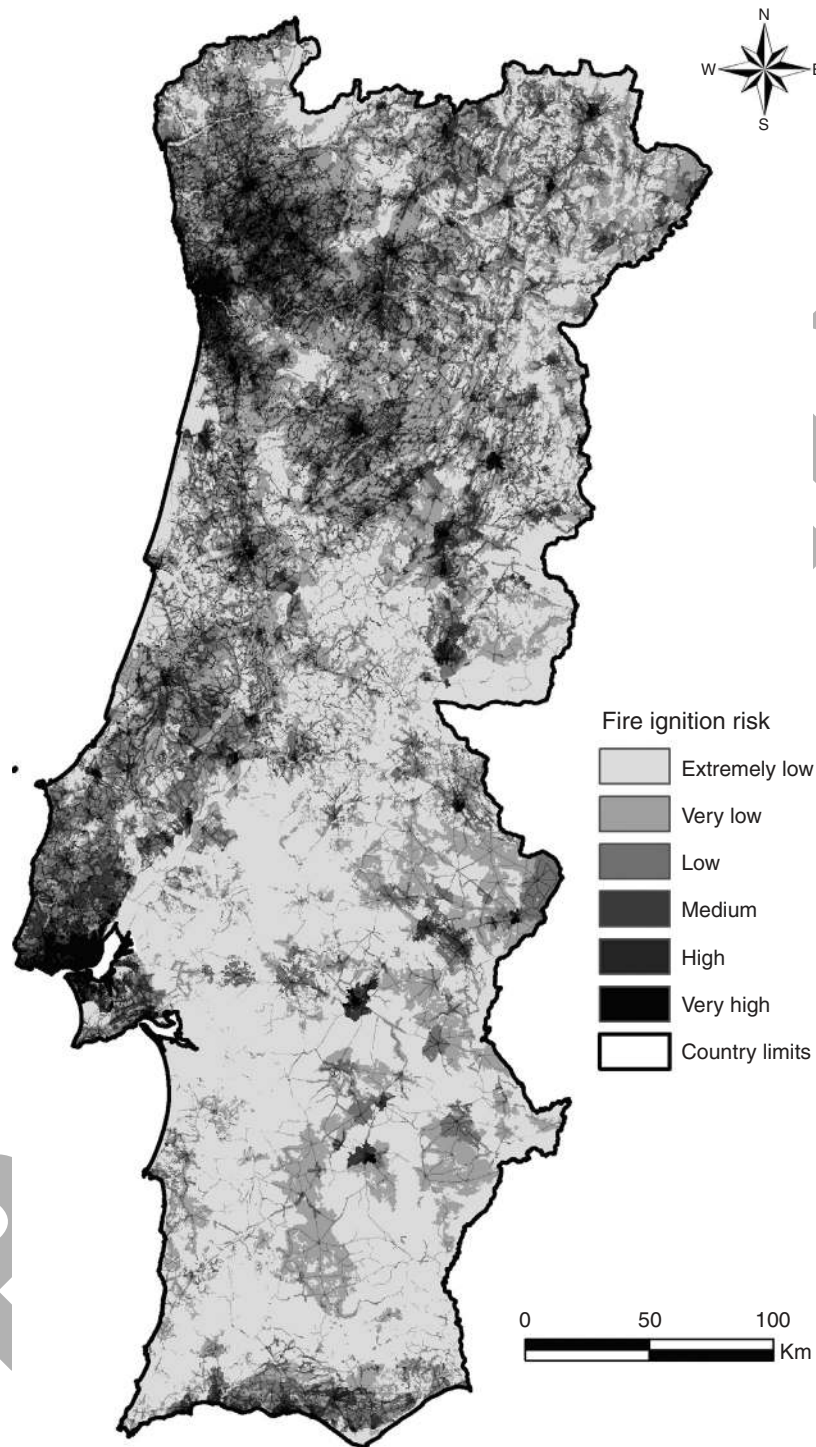 N
W E
S
Fire ignition risk
Extremely low
Very low
Low
Medium
High
Very high
Country limits
0 50 100
Km